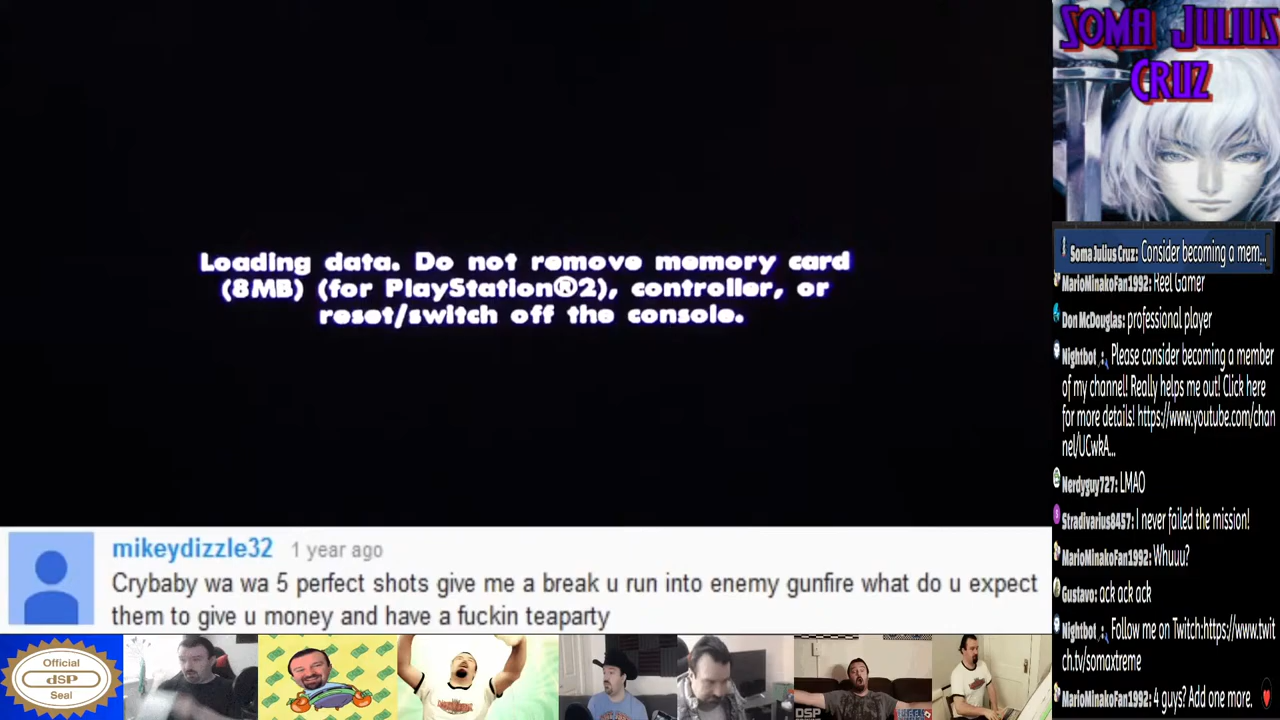 Loading data. Do not remove memory card
(8MB) (for PlayStation®2), controller, or
reset/switch off the console.
mikeydizzle32 1 year ago
Crybaby wa wa 5 perfect shots give me a break u run into enemy gunfire what do u expect
them to give u money and have a fuckin teaparty
Official
dSP
Seal
DSP
SOMA JULIUS
CRUZ
Soma Julius Cruz: Consider becoming a mem...
MarioMinakoFan1992: Reel Gamer
Don McDouglas: professional player
Nightbot: Please consider becoming a member
of my channel! Really helps me out! Click here
for more details! https://www.youtube.com/chan
nel/UCwkA...
Nerdyguy727: LMAO
Stradivarius8457: I never failed the mission!
MarioMinakoFan1992: Whuuu?
Gustavo: ack ack ack
Nightbot: Follow me on Twitch:https://www.twit
ch.tv/somaxtreme
MarioMinakoFan1992: 4 guys? Add one more.